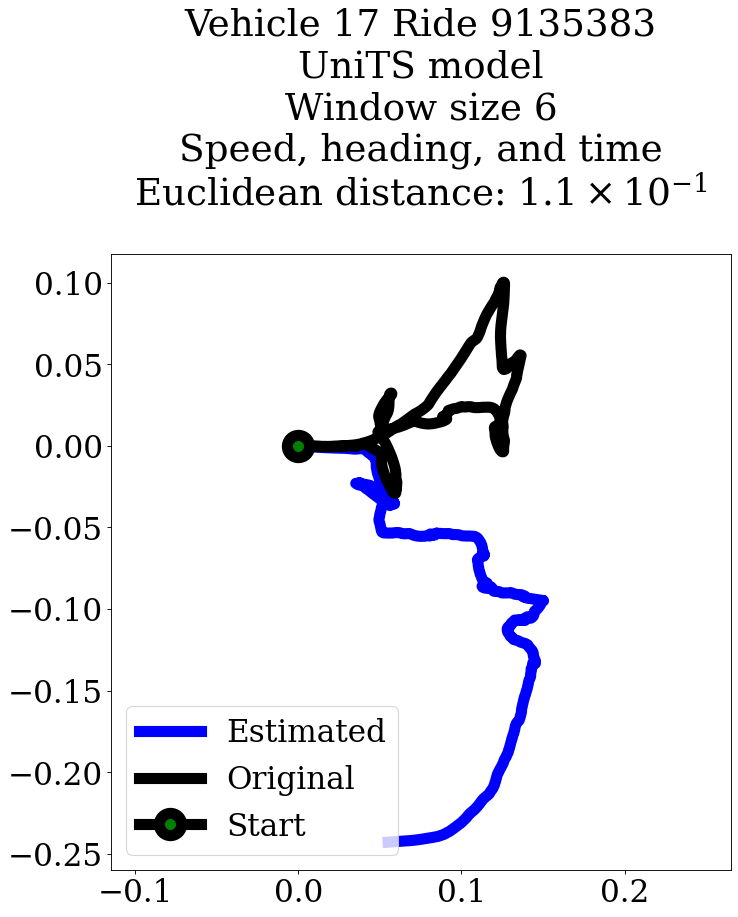 Vehicle 17 Ride 9135383
UniTS model
Window size 6
Speed, heading, and time
Euclidean distance: 1.1 × 10⁻¹
0.10
0.05
0.00
−0.05
−0.10
−0.15
−0.20
−0.25
Estimated
Original
Start
−0.1 0.0 0.1 0.2